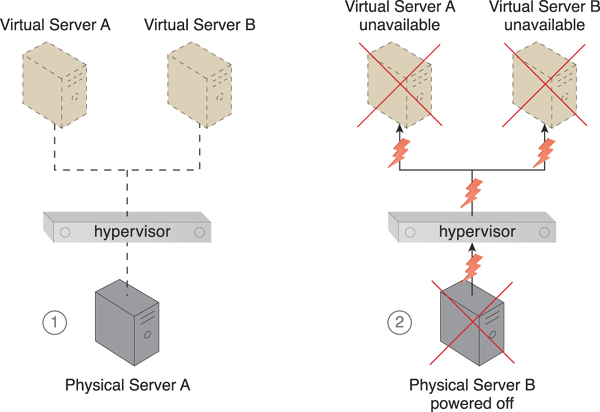 Virtual Server A
Virtual Server B
hypervisor
1
Physical Server A
Virtual Server A
unavailable
Virtual Server B
unavailable
hypervisor
2
Physical Server B
powered off